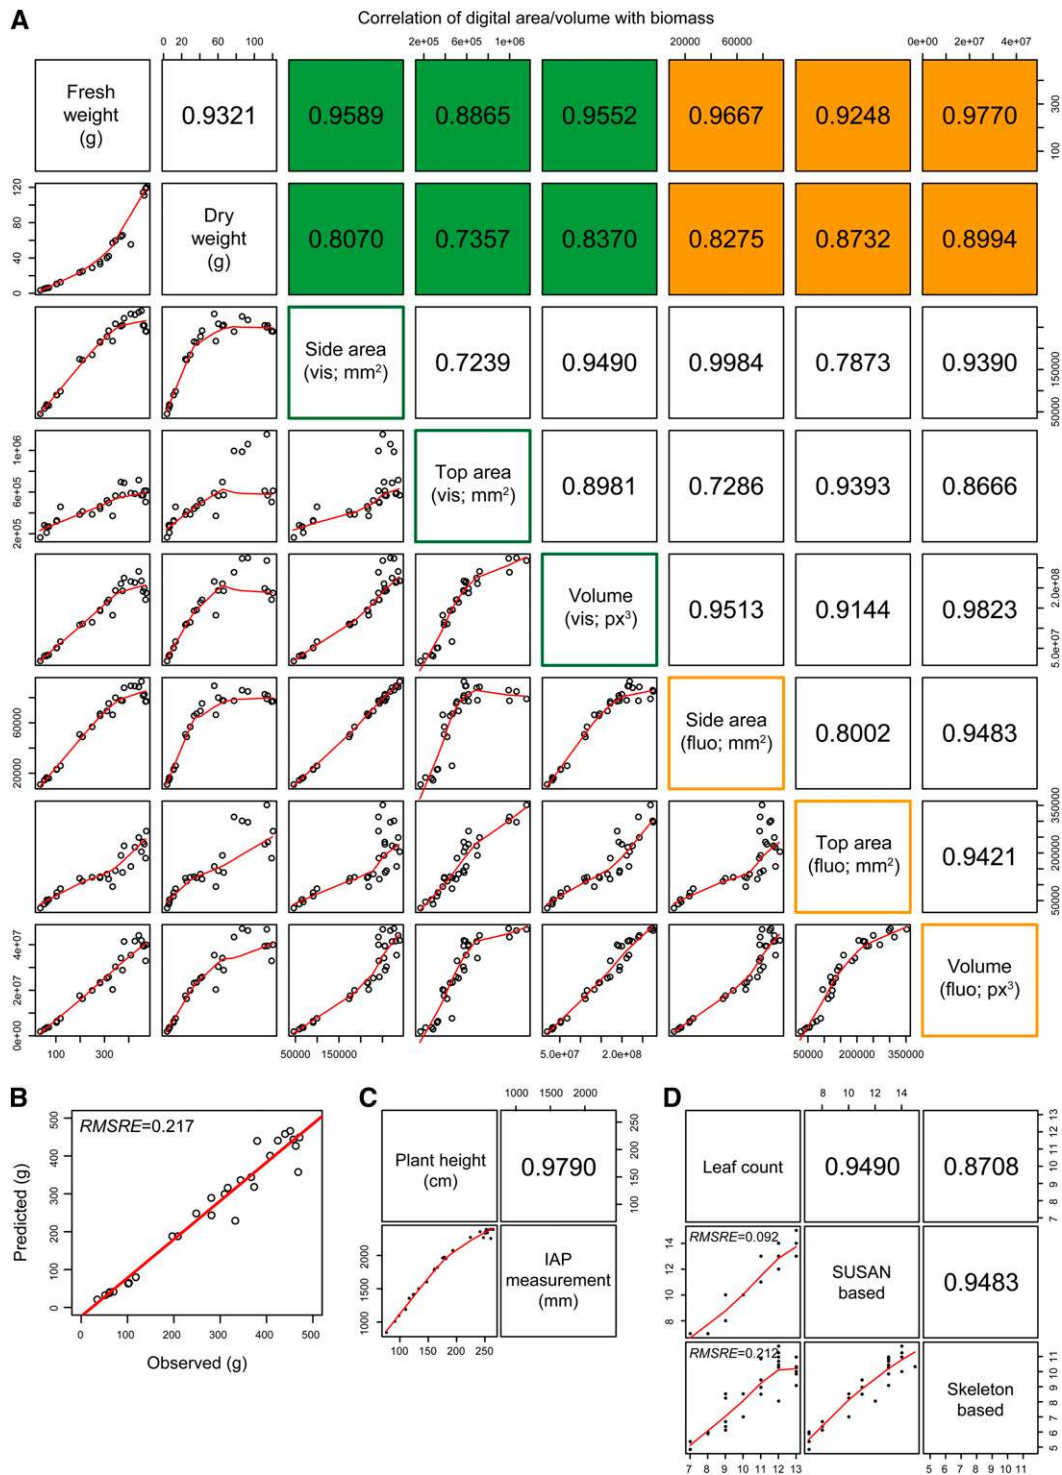 A
Correlation of digital area/volume with biomass
0 20 60 100
2e+05 6e+05 1e+06
20000 60000
0e+00 2e+07 4e+07
Fresh
weight
(g)
0.9321
0.9589
0.8865
0.9552
0.9667
0.9248
0.9770
100 300
0 40 80 120
Dry
weight
(g)
0.8070
0.7357
0.8370
0.8275
0.8732
0.8994
Side area
(vis; mm²)
0.7239
0.9490
0.9984
0.7873
0.9390
50000 150000
2e+05 6e+05 1e+06
Top area
(vis; mm²)
0.8981
0.7286
0.9393
0.8666
Volume
(vis; px³)
0.9513
0.9144
0.9823
5.0e+07 2.0e+08
20000 60000
Side area
(fluo; mm²)
0.8002
0.9483
Top area
(fluo; mm²)
0.9421
50000 200000 350000
0e+00 2e+07 4e+07
Volume
(fluo; px³)
100 300
50000 150000
5.0e+07 2.0e+08
50000 200000 350000
B
RMSRE=0.217
Predicted (g)
0 100 200 300 400 500
0 100 200 300 400 500
Observed (g)
C
1000 1500 2000
Plant height
(cm)
0.9790
100 150 200 250
1000 1500 2000
IAP
measurement
(mm)
100 150 200 250
D
8 10 12 14
Leaf count
0.9490
0.8708
7 8 9 10 11 12 13
RMSRE=0.092
8 10 12 14
SUSAN
based
0.9483
RMSRE=0.212
Skeleton
based
5 6 7 8 9 10 11
7 8 9 10 11 12 13
5 6 7 8 9 10 11